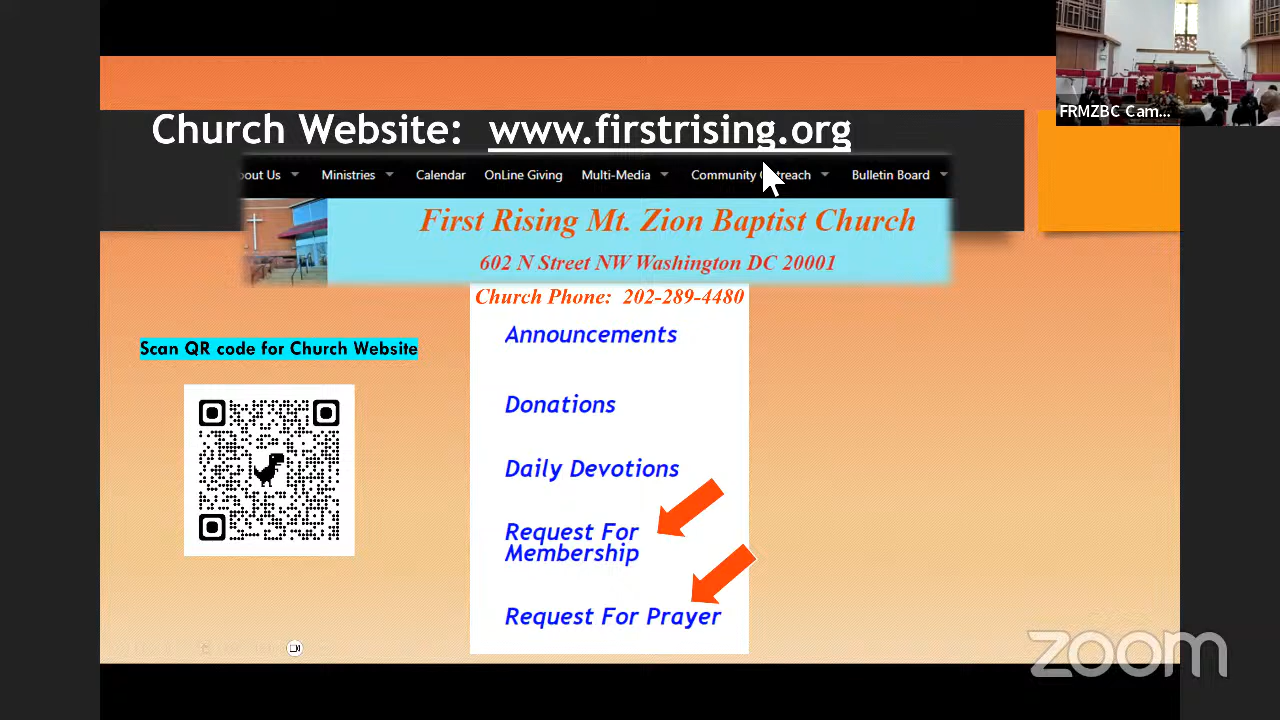 Church Website: www.firstrising.org
FRMZBC Cam...
out Us Ministries Calendar OnLine Giving Multi-Media Community Outreach Bulletin Board
First Rising Mt. Zion Baptist Church
602 N Street NW Washington DC 20001
Church Phone: 202-289-4480
Announcements
Scan QR code for Church Website
Donations
Daily Devotions
Request For
Membership
Request For Prayer
zoom